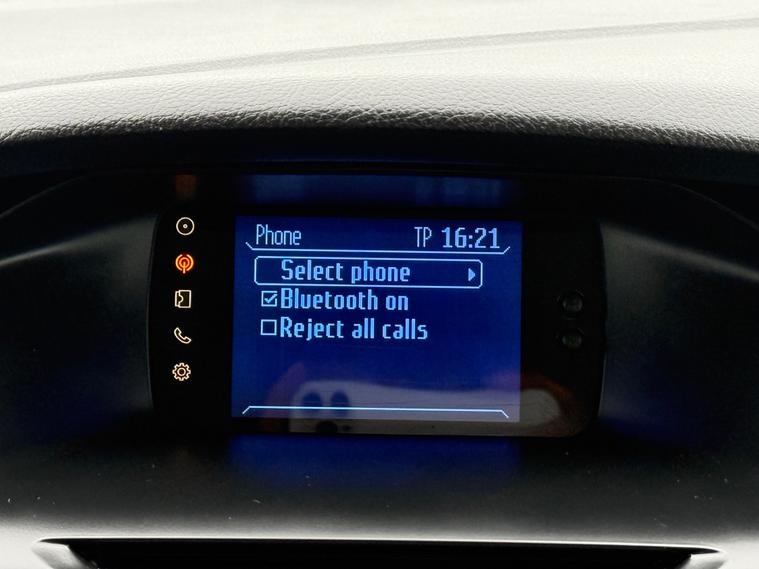 Phone TP 16:21
Select phone
Bluetooth on
Reject all calls